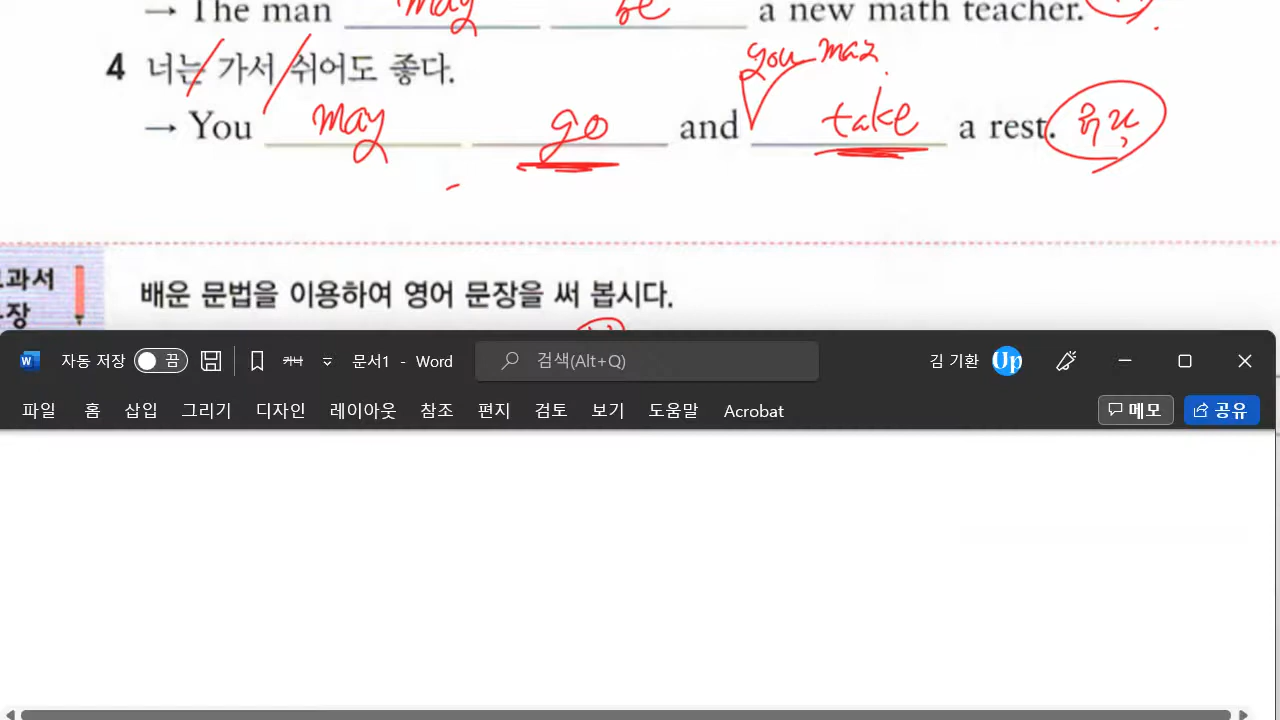 → The man may be a new math teacher.
4 너는 / 가서 / 쉬어도 좋다.
you may
→ You may go and take a rest.
교과서
문장
배운 문법을 이용하여 영어 문장을 써 봅시다.
자동 저장 끔 가나 문서1 - Word 검색(Alt+Q) 김 기환 Up
파일 홈 삽입 그리기 디자인 레이아웃 참조 편지 검토 보기 도움말 Acrobat 메모 공유